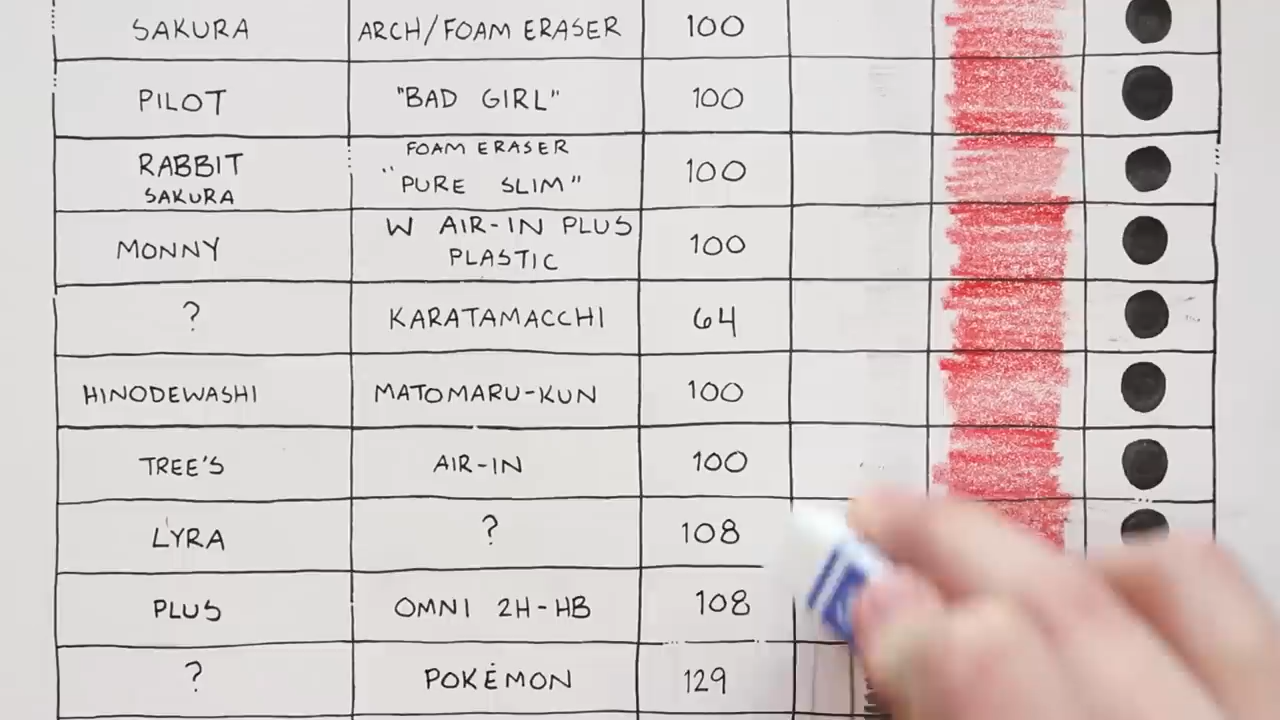 SAKURA ARCH/FOAM ERASER 100
PILOT "BAD GIRL" 100
RABBIT
SAKURA
FOAM ERASER
"PURE SLIM"
100
MONNY
W AIR-IN PLUS
PLASTIC
100
? KARATAMACCHI 64
HINODEWASHI MATOMARU-KUN 100
TREE'S AIR-IN 100
LYRA ? 108
PLUS OMNI 2H-HB 108
? POKÉMON 129